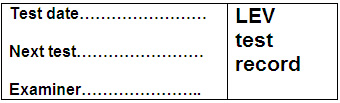 Test date……………………
Next test……………………
Examiner…………………..
LEV
test
record